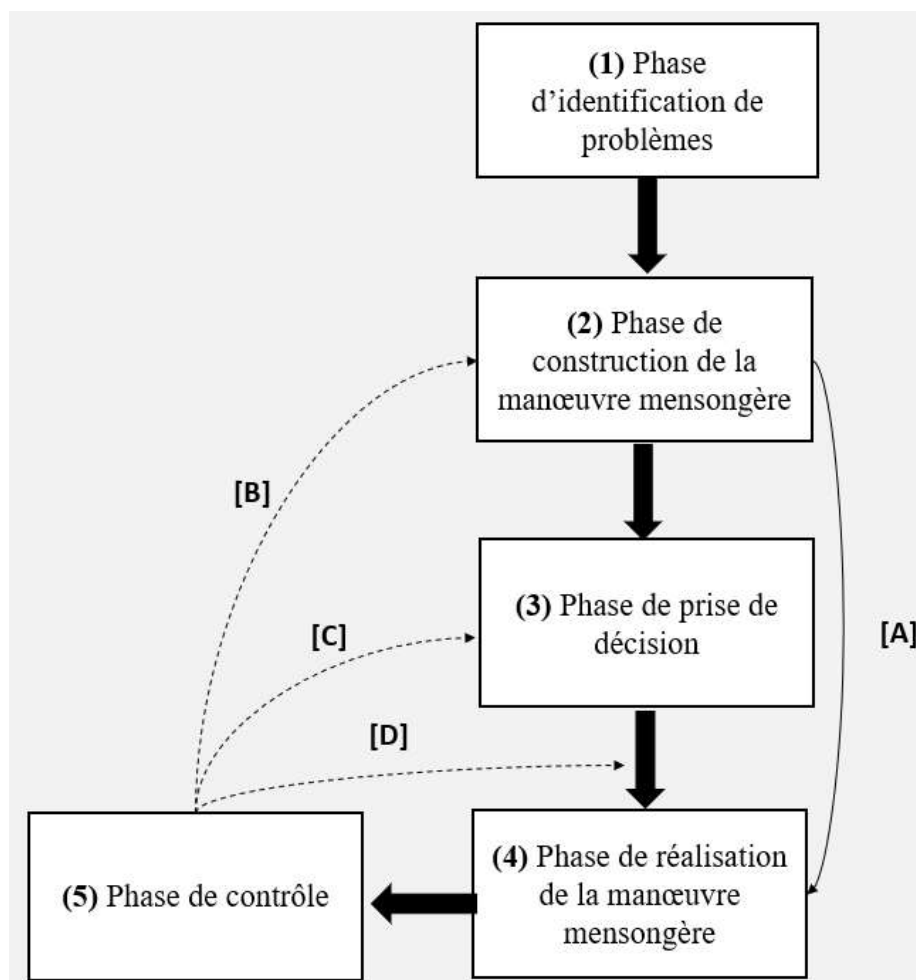 (1) Phase
d’identification de
problèmes
(2) Phase de
construction de la
manœuvre mensongère
[B]
(3) Phase de prise de
décision
[A]
[C]
[D]
(4) Phase de réalisation
de la manœuvre
mensongère
(5) Phase de contrôle